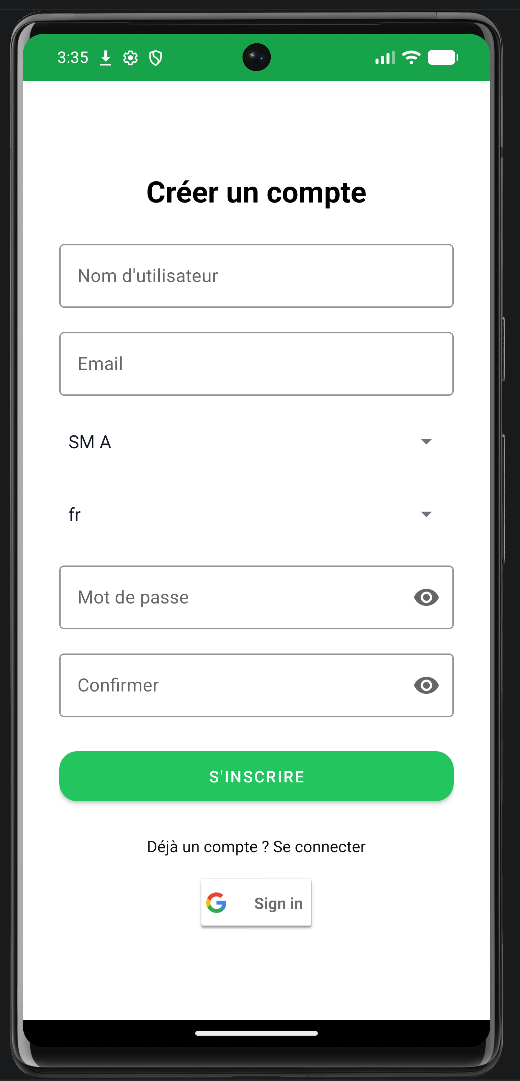 3:35
Créer un compte
Nom d'utilisateur
Email
SM A
fr
Mot de passe
Confirmer
S'INSCRIRE
Déjà un compte ? Se connecter
Sign in